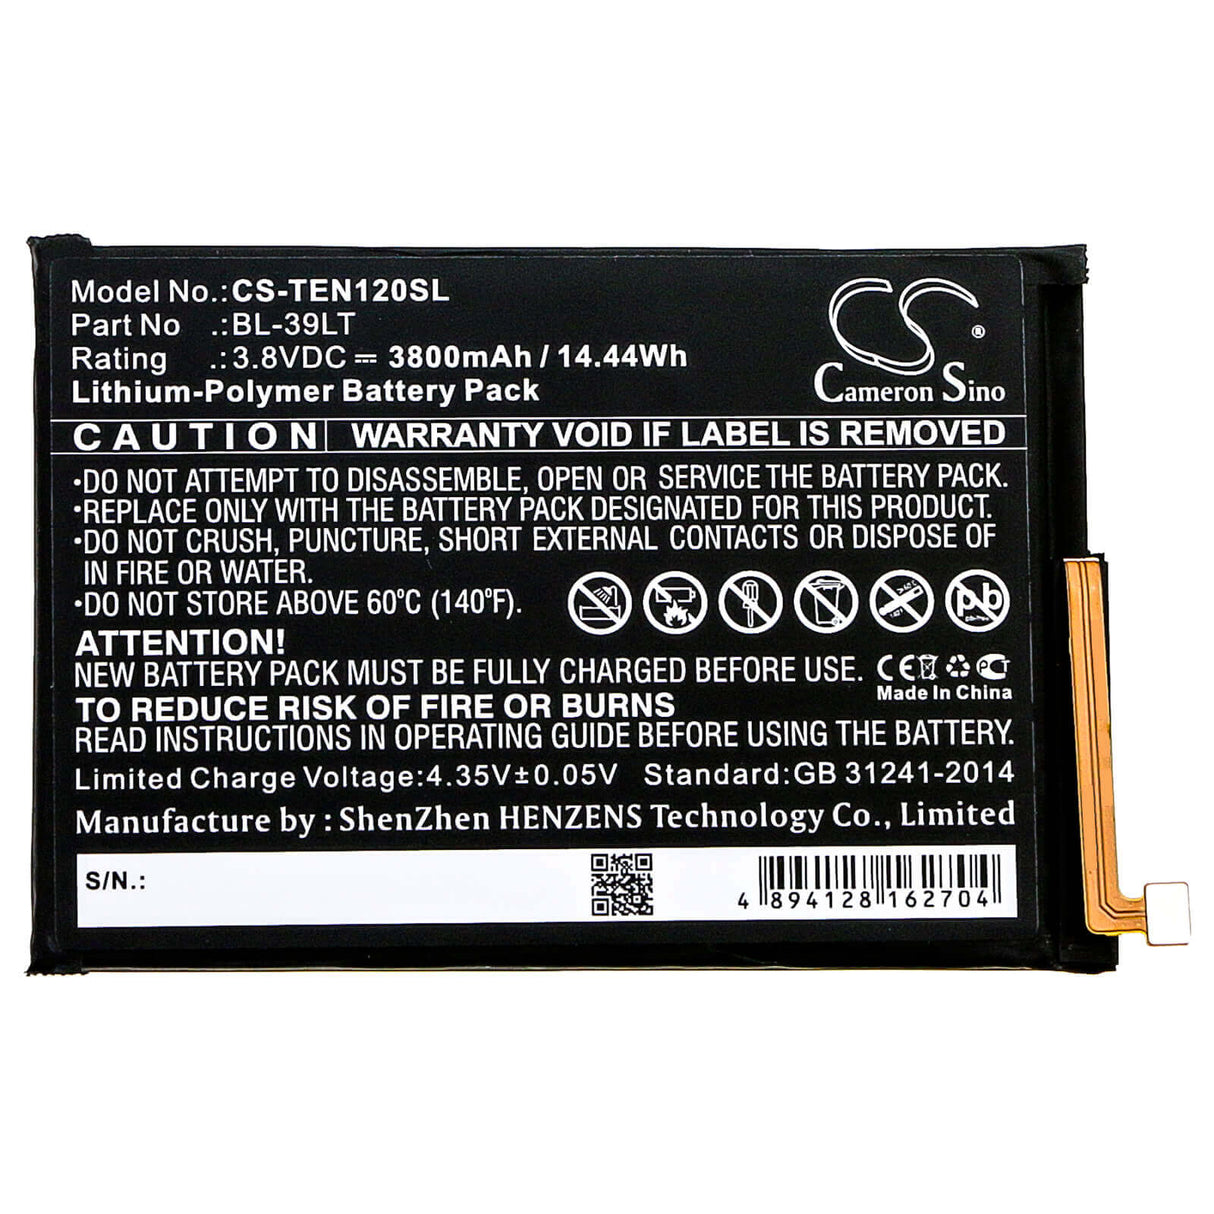 Model No.:CS-TEN120SL
Part No .:BL-39LT
Rating .:3.8VDC ⎓ 3800mAh / 14.44Wh
Lithium-Polymer Battery Pack
CS ®
Cameron Sino
CAUTION WARRANTY VOID IF LABEL IS REMOVED
•DO NOT ATTEMPT TO DISASSEMBLE, OPEN OR SERVICE THE BATTERY PACK.
•REPLACE ONLY WITH THE BATTERY PACK DESIGNATED FOR THIS PRODUCT.
•DO NOT CRUSH, PUNCTURE, SHORT EXTERNAL CONTACTS OR DISPOSE OF
IN FIRE OR WATER.
•DO NOT STORE ABOVE 60ºC (140ºF).
Pb
ATTENTION!
NEW BATTERY PACK MUST BE FULLY CHARGED BEFORE USE.
CE
Made In China
TO REDUCE RISK OF FIRE OR BURNS
READ INSTRUCTIONS IN OPERATING GUIDE BEFORE USING THE BATTERY.
Limited Charge Voltage:4.35V±0.05V Standard:GB 31241-2014
Manufacture by : ShenZhen HENZENS Technology Co., Limited
S/N.:
4 894128 162704